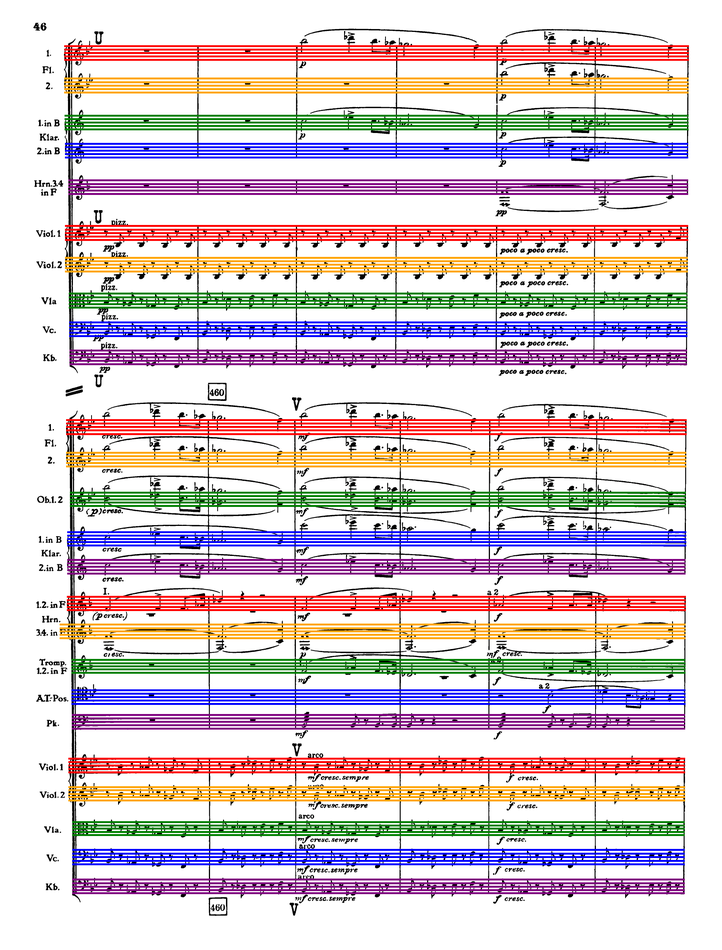 46
U
1.
p
p
Fl.
2.
p
1. in B
p
p
Klar.
2. in B
p
Hrn.3.4
in F
pp
U
pizz.
Viol. 1
pp
poco a poco cresc.
pizz.
Viol. 2
pp
poco a poco cresc.
pizz.
Vla
pp
poco a poco cresc.
pizz.
Vc.
pp
poco a poco cresc.
pizz.
Kb.
pp
poco a poco cresc.
U
460
V
1.
cresc. mf f
Fl.
2.
cresc. mf f
Ob.1.2
(p) cresc. mf f
1. in B
cresc mf f
Klar.
2. in B
cresc. mf f
I. a 2
1.2. in F
(p cresc.) mf f
Hrn.
3.4. in F
cresc. p mf cresc.
Tromp.
1.2. in F
a 2
mf f
a 2
A.T.-Pos.
f
Pk.
mf f
V
arco
Viol. 1
mf cresc. sempre f cresc.
arco
Viol. 2
mf cresc. sempre f cresc.
arco
Vla.
mf cresc. sempre f cresc.
arco
Vc.
mf cresc. sempre f cresc.
arco
Kb.
mf cresc. sempre f cresc.
460
V